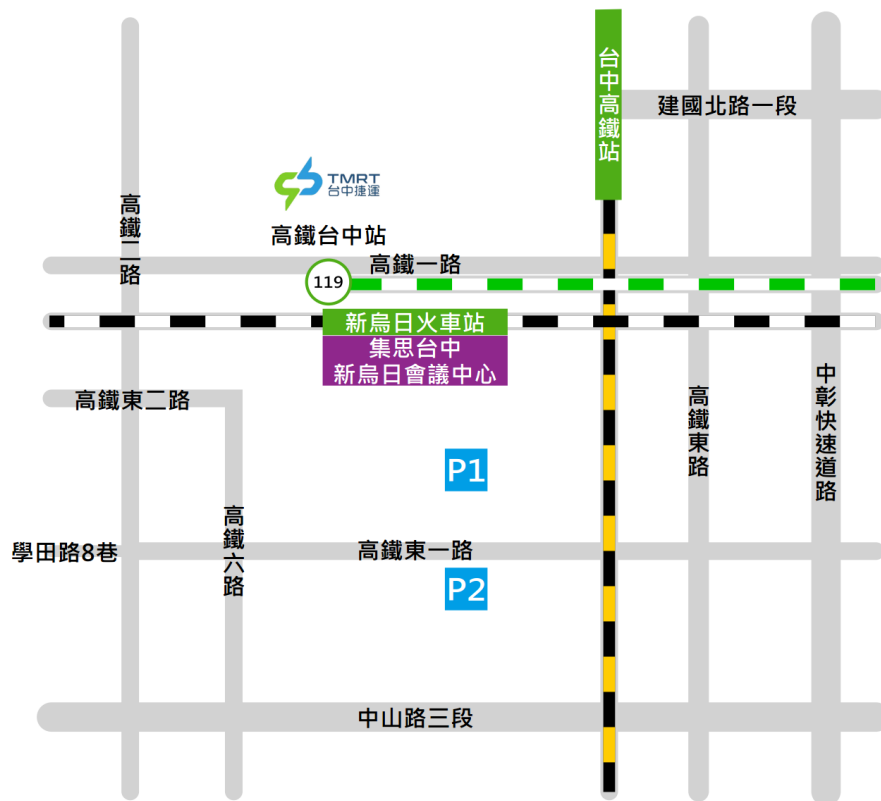 台中高鐵站
建國北路一段
TMRT
台中捷運
高鐵二路
高鐵台中站
高鐵一路
119
新烏日火車站
集思台中
新烏日會議中心
高鐵東二路
高鐵東路
中彰快速道路
P1
高鐵六路
學田路8巷
高鐵東一路
P2
中山路三段